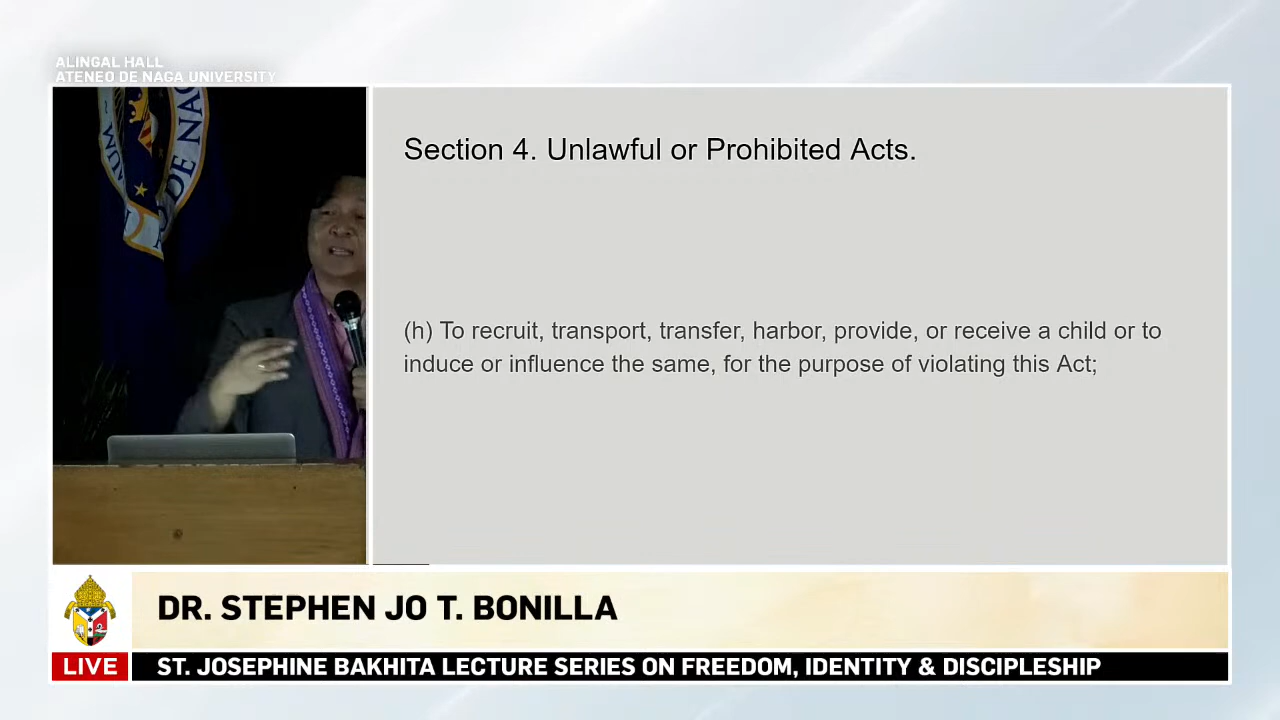 ALINGAL HALL
ATENEO DE NAGA UNIVERSITY
DE NAG
Section 4. Unlawful or Prohibited Acts.
(h) To recruit, transport, transfer, harbor, provide, or receive a child or to
induce or influence the same, for the purpose of violating this Act;
DR. STEPHEN JO T. BONILLA
LIVE
ST. JOSEPHINE BAKHITA LECTURE SERIES ON FREEDOM, IDENTITY & DISCIPLESHIP